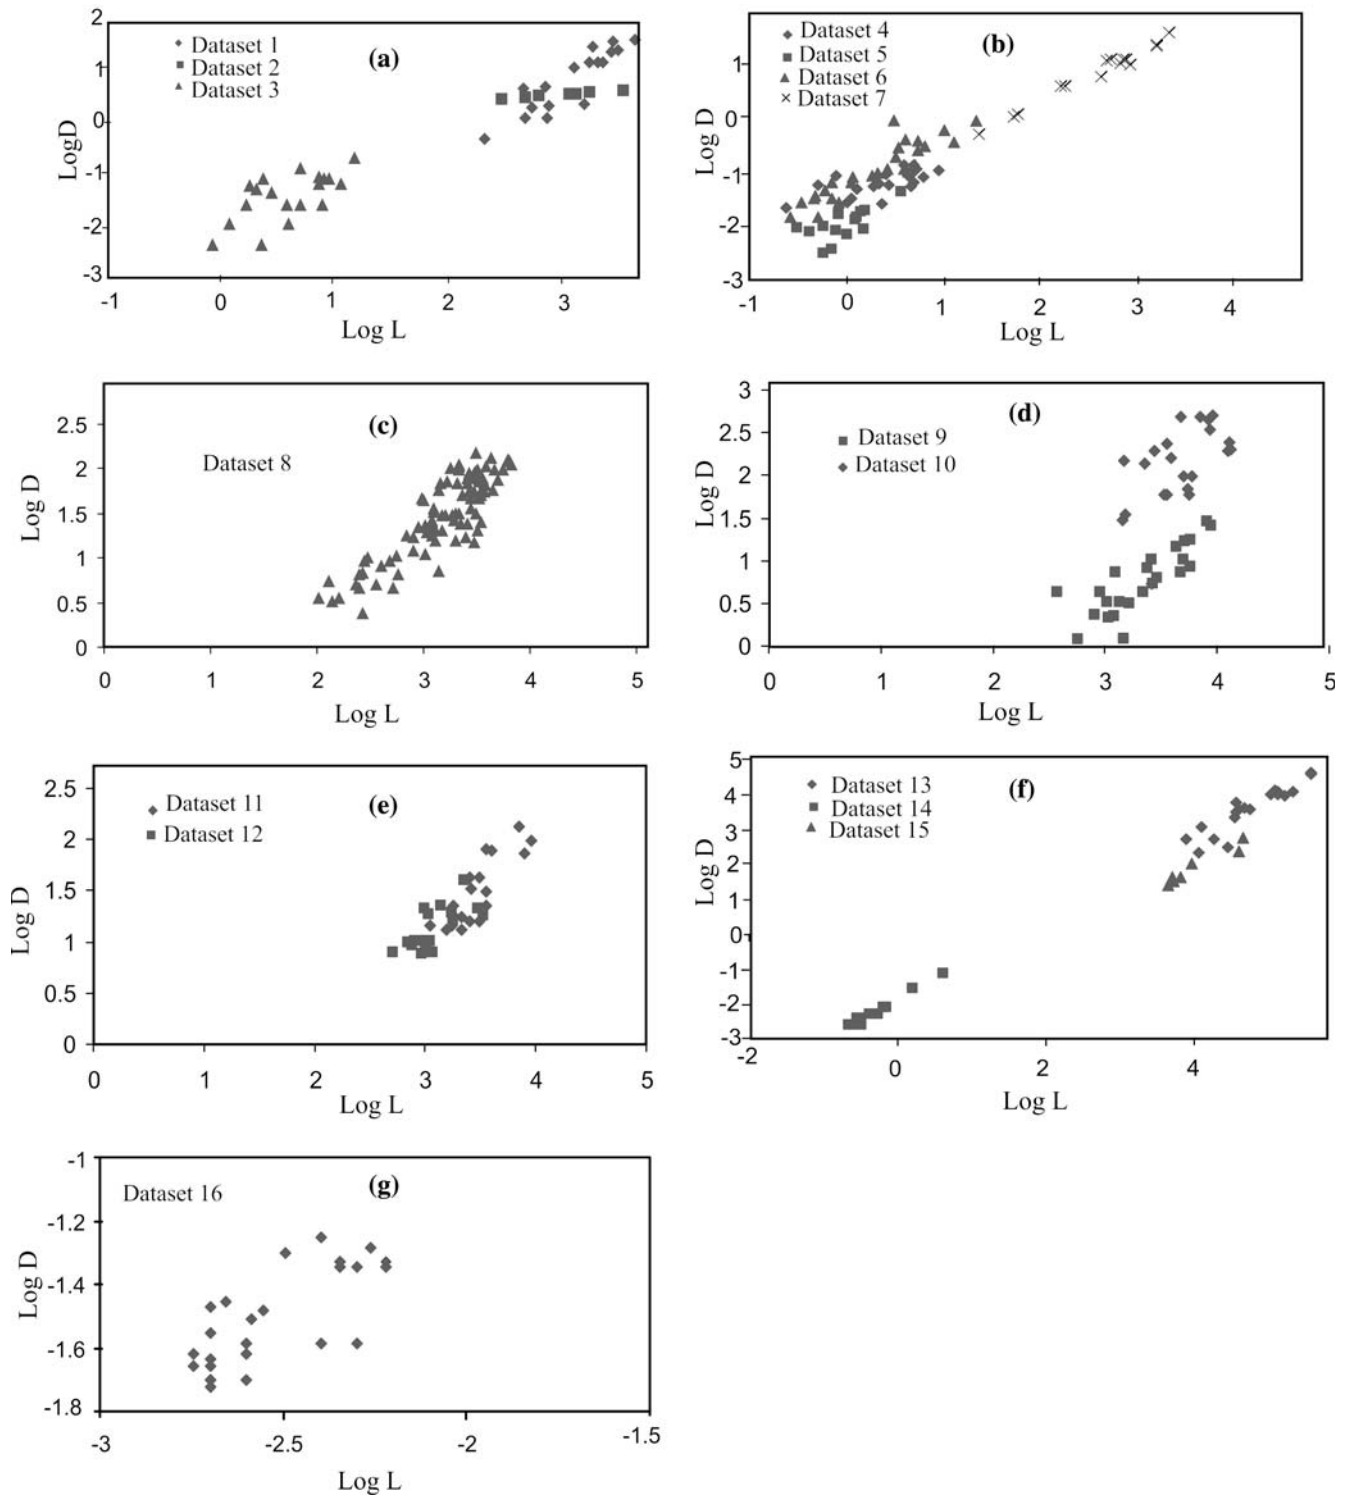 (a)
Dataset 1
Dataset 2
Dataset 3
2
1
0
-1
-2
-3
LogD
-1 0 1 2 3
Log L
(b)
Dataset 4
Dataset 5
Dataset 6
Dataset 7
1
0
-1
-2
-3
Log D
-1 0 1 2 3 4
Log L
(c)
Dataset 8
2.5
2
1.5
1
0.5
0
Log D
0 1 2 3 4 5
Log L
(d)
Dataset 9
Dataset 10
3
2.5
2
1.5
1
0.5
0
Log D
0 1 2 3 4 5
Log L
(e)
Dataset 11
Dataset 12
2.5
2
1.5
1
0.5
0
Log D
0 1 2 3 4 5
Log L
(f)
Dataset 13
Dataset 14
Dataset 15
5
4
3
2
1
0
-1
-2
-3
Log D
-2 0 2 4
Log L
(g)
Dataset 16
-1
-1.2
-1.4
-1.6
-1.8
Log D
-3 -2.5 -2 -1.5
Log L